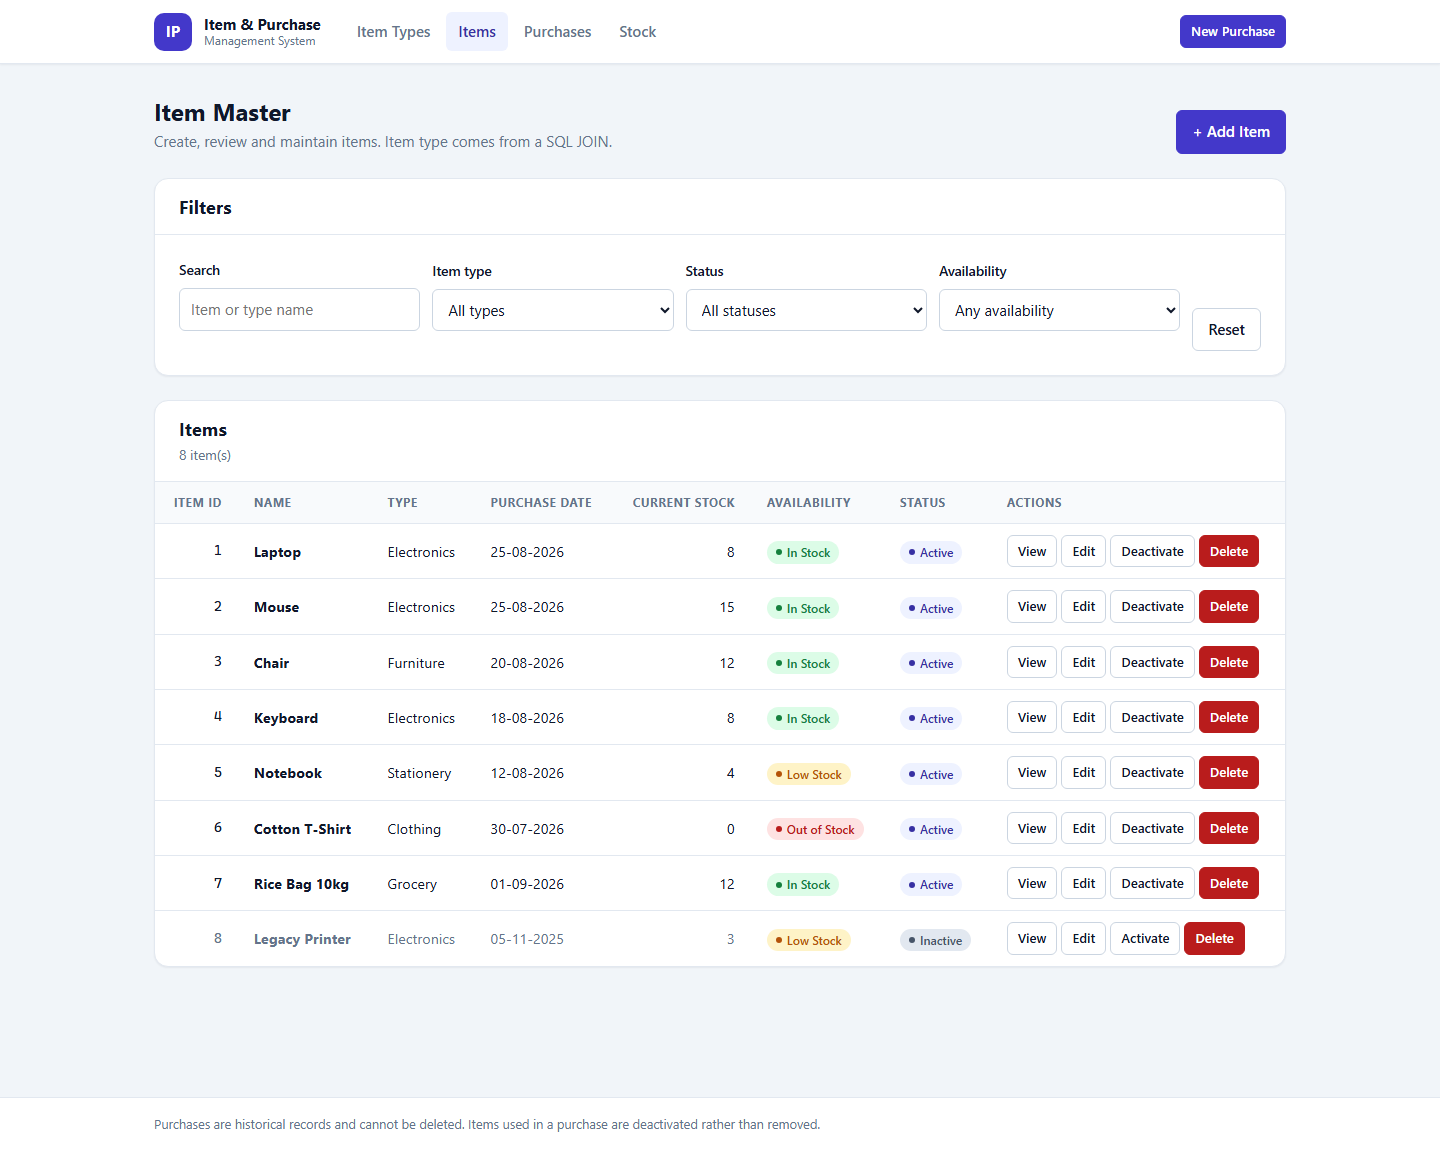 IP
Item & Purchase
Management System
Item Types
Items
Purchases
Stock
New Purchase
Item Master
Create, review and maintain items. Item type comes from a SQL JOIN.
+ Add Item
Filters
Search
Item type
Status
Availability
Item or type name
All types
All statuses
Any availability
Reset
Items
8 item(s)
ITEM ID NAME TYPE PURCHASE DATE CURRENT STOCK AVAILABILITY STATUS ACTIONS
1 Laptop Electronics 25-08-2026 8 In Stock Active View Edit Deactivate Delete
2 Mouse Electronics 25-08-2026 15 In Stock Active View Edit Deactivate Delete
3 Chair Furniture 20-08-2026 12 In Stock Active View Edit Deactivate Delete
4 Keyboard Electronics 18-08-2026 8 In Stock Active View Edit Deactivate Delete
5 Notebook Stationery 12-08-2026 4 Low Stock Active View Edit Deactivate Delete
6 Cotton T-Shirt Clothing 30-07-2026 0 Out of Stock Active View Edit Deactivate Delete
7 Rice Bag 10kg Grocery 01-09-2026 12 In Stock Active View Edit Deactivate Delete
8 Legacy Printer Electronics 05-11-2025 3 Low Stock Inactive View Edit Activate Delete
Purchases are historical records and cannot be deleted. Items used in a purchase are deactivated rather than removed.